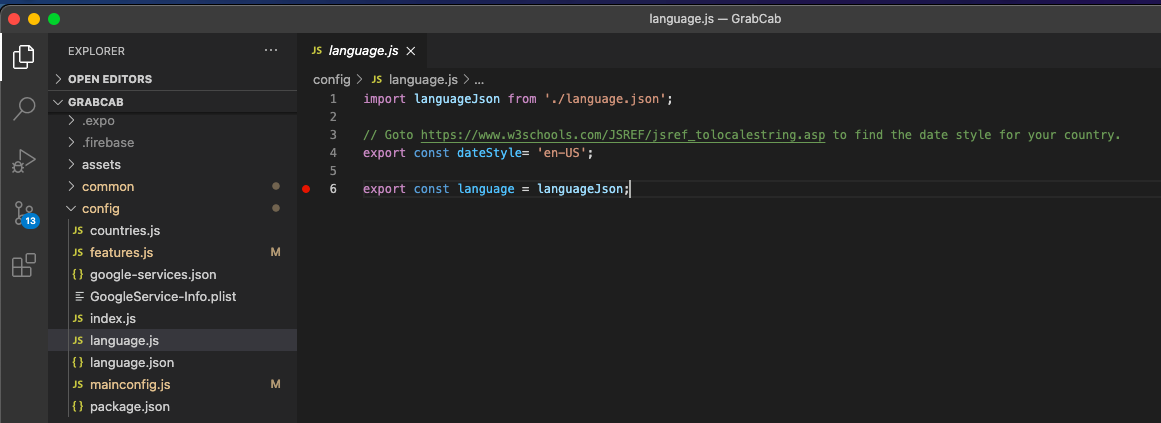 language.js — GrabCab
EXPLORER
···
OPEN EDITORS
GRABCAB
.expo
.firebase
assets
common
config
JS countries.js
JS features.js M
{} google-services.json
GoogleService-Info.plist
JS index.js
JS language.js
{} language.json
JS mainconfig.js M
{} package.json
13
JS language.js ×
config > JS language.js > ...
1 import languageJson from './language.json';
2
3 // Goto https://www.w3schools.com/JSREF/jsref_tolocalestring.asp to find the date style for your country.
4 export const dateStyle= 'en-US';
5
6 export const language = languageJson;